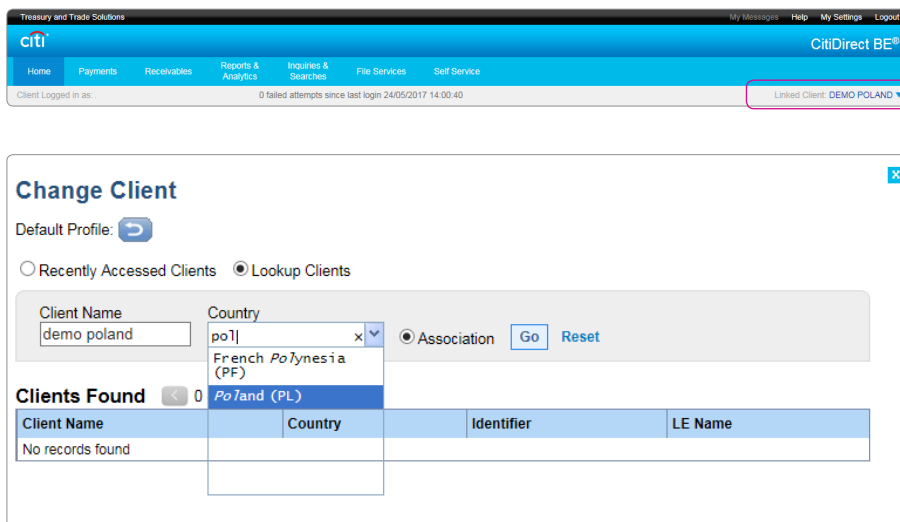 Treasury and Trade Solutions My Messages Help My Settings Logout
citi CitiDirect BE®
Home Payments Receivables Reports & Analytics Inquiries & Searches File Services Self Service
Client Logged in as: 0 failed attempts since last login 24/05/2017 14:00:40 Linked Client: DEMO POLAND
Change Client
Default Profile:
Recently Accessed Clients Lookup Clients
Client Name Country
demo poland pol x Association Go Reset
French Polynesia
(PF)
Clients Found < 0 Poland (PL)
Client Name Country Identifier LE Name
No records found